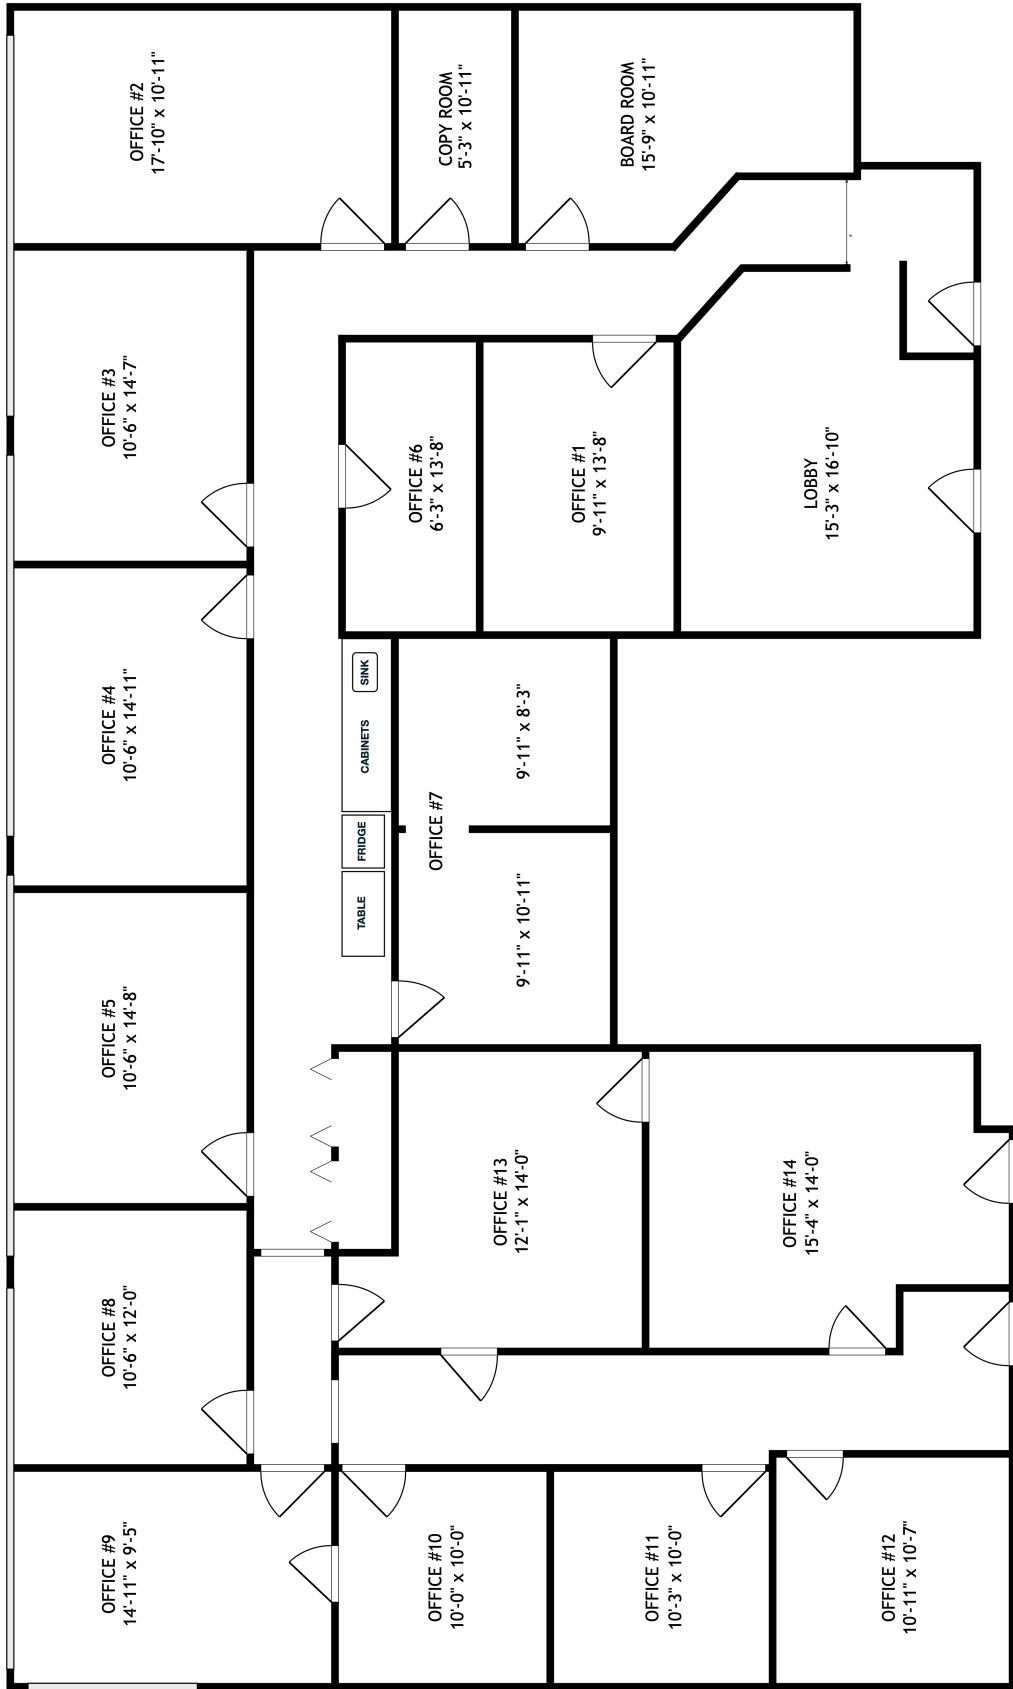 OFFICE #2
17'-10" x 10'-11"
COPY ROOM
5'-3" x 10'-11"
BOARD ROOM
15'-9" x 10'-11"
OFFICE #3
10'-6" x 14'-7"
OFFICE #6
6'-3" x 13'-8"
OFFICE #1
9'-11" x 13'-8"
LOBBY
15'-3" x 16'-10"
OFFICE #4
10'-6" x 14'-11"
SINK
CABINETS
FRIDGE
TABLE
OFFICE #7
9'-11" x 8'-3"
9'-11" x 10'-11"
OFFICE #5
10'-6" x 14'-8"
OFFICE #13
12'-1" x 14'-0"
OFFICE #14
15'-4" x 14'-0"
OFFICE #8
10'-6" x 12'-0"
OFFICE #9
14'-11" x 9'-5"
OFFICE #10
10'-0" x 10'-0"
OFFICE #11
10'-3" x 10'-0"
OFFICE #12
10'-11" x 10'-7"